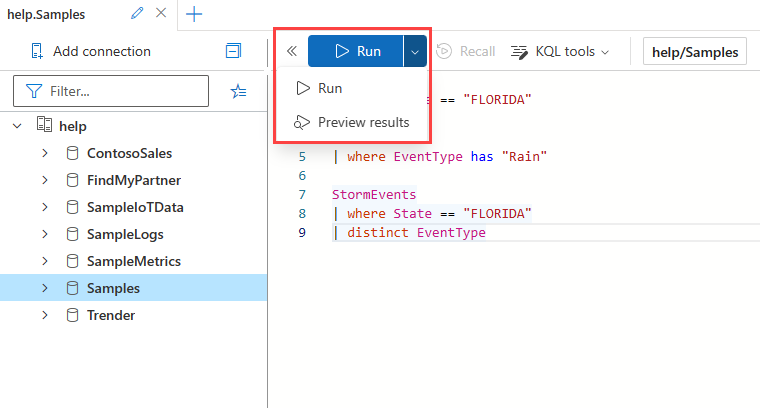 help.Samples
Add connection
Run
Recall
KQL tools
help/Samples
Filter...
help
ContosoSales
FindMyPartner
SampleIoTData
SampleLogs
SampleMetrics
Samples
Trender
Run
Preview results
== "FLORIDA"
5 | where EventType has "Rain"
6
7 StormEvents
8 | where State == "FLORIDA"
9 | distinct EventType